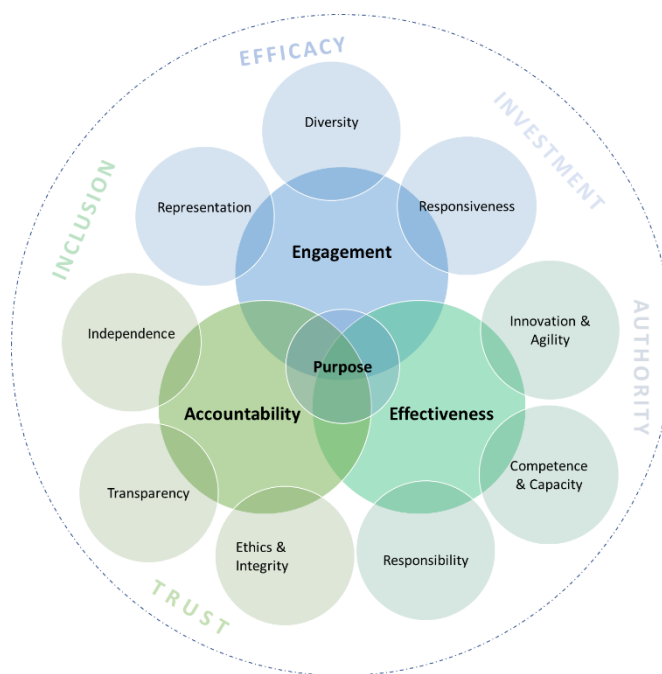 EFFICACY
INVESTMENT
Diversity
Representation
Responsiveness
INCLUSION
Engagement
Independence
Innovation &
Agility
AUTHORITY
Purpose
Accountability
Effectiveness
Competence
& Capacity
Transparency
Ethics &
Integrity
Responsibility
TRUST